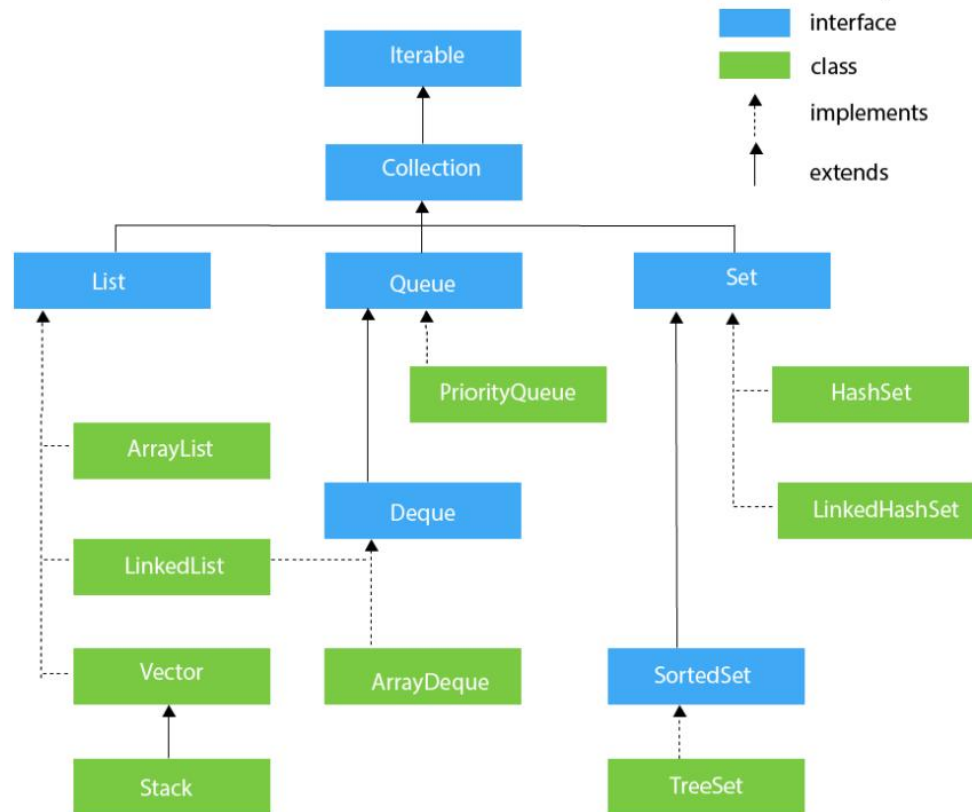 interface
class
implements
extends
Iterable
Collection
List
Queue
Set
PriorityQueue
HashSet
ArrayList
Deque
LinkedHashSet
LinkedList
Vector
ArrayDeque
SortedSet
Stack
TreeSet